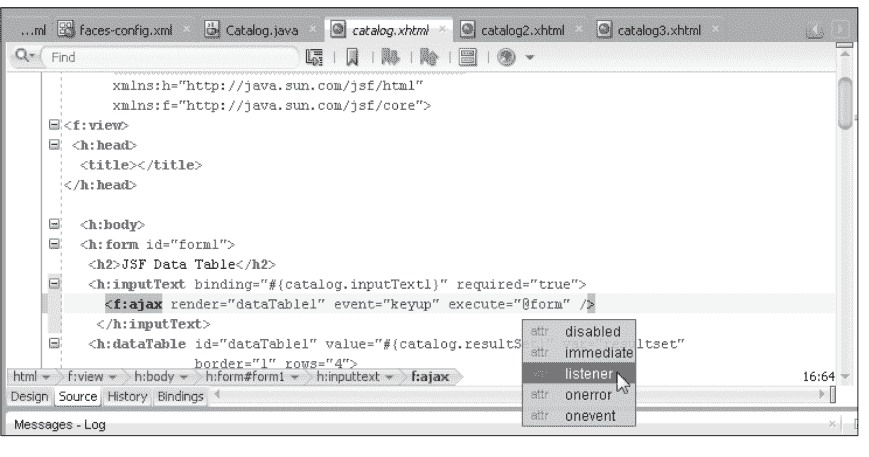 ...ml faces-config.xml Catalog.java catalog.xhtml catalog2.xhtml catalog3.xhtml
Find
xmlns:h="http://java.sun.com/jsf/html"
xmlns:f="http://java.sun.com/jsf/core">
<f:view>
<h:head>
<title></title>
</h:head>
<h:body>
<h:form id="form1">
<h2>JSF Data Table</h2>
<h:inputText binding="#{catalog.inputText1}" required="true">
<f:ajax render="dataTable1" event="keyup" execute="@form" />
</h:inputText>
<h:dataTable id="dataTable1" value="#{catalog.resultS
border="1" rows="4">
attr disabled
attr immediate
listener
attr onerror
attr onevent
html f:view h:body h:form#form1 h:inputtext f:ajax 16:64
Design Source History Bindings
Messages - Log